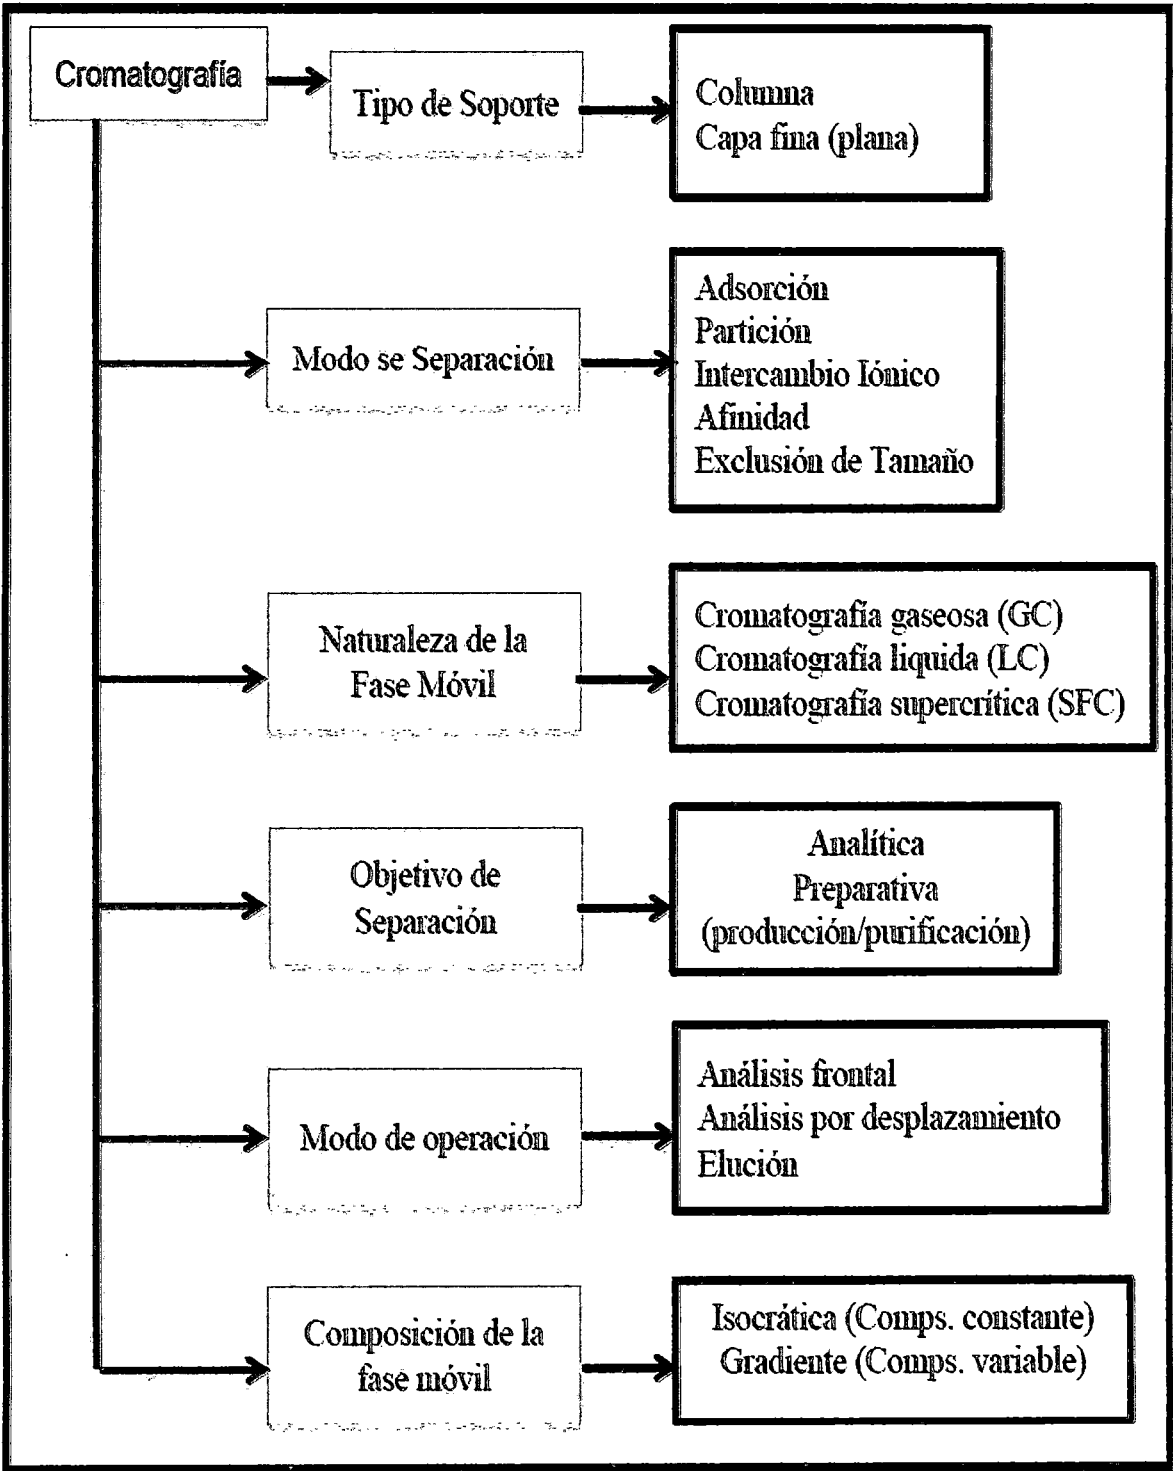 Cromatografía
Tipo de Soporte
Columna
Capa fina (plana)
Modo se Separación
Adsorción
Partición
Intercambio Iónico
Afinidad
Exclusión de Tamaño
Naturaleza de la
Fase Móvil
Cromatografía gaseosa (GC)
Cromatografía liquida (LC)
Cromatografía supercrítica (SFC)
Objetivo de
Separación
Analítica
Preparativa
(producción/purificación)
Modo de operación
Análisis frontal
Análisis por desplazamiento
Elución
Composición de la
fase móvil
Isocrática (Comps. constante)
Gradiente (Comps. variable)